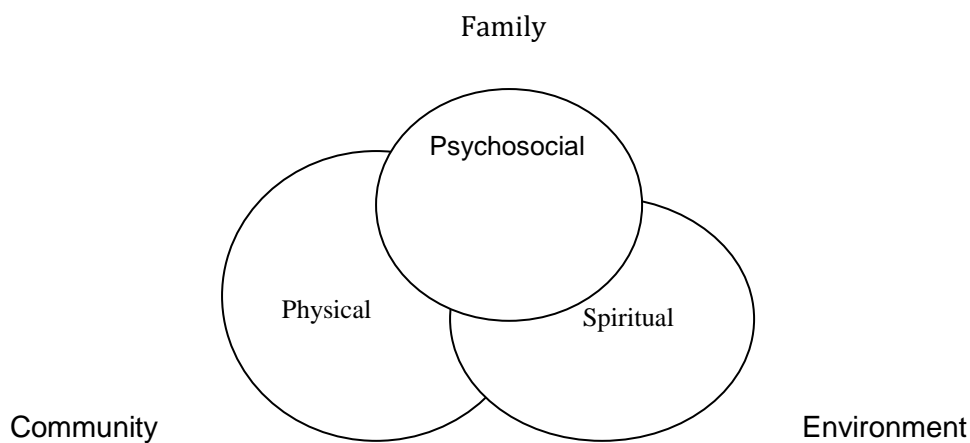 Family
Psychosocial
Physical
Spiritual
Community
Environment